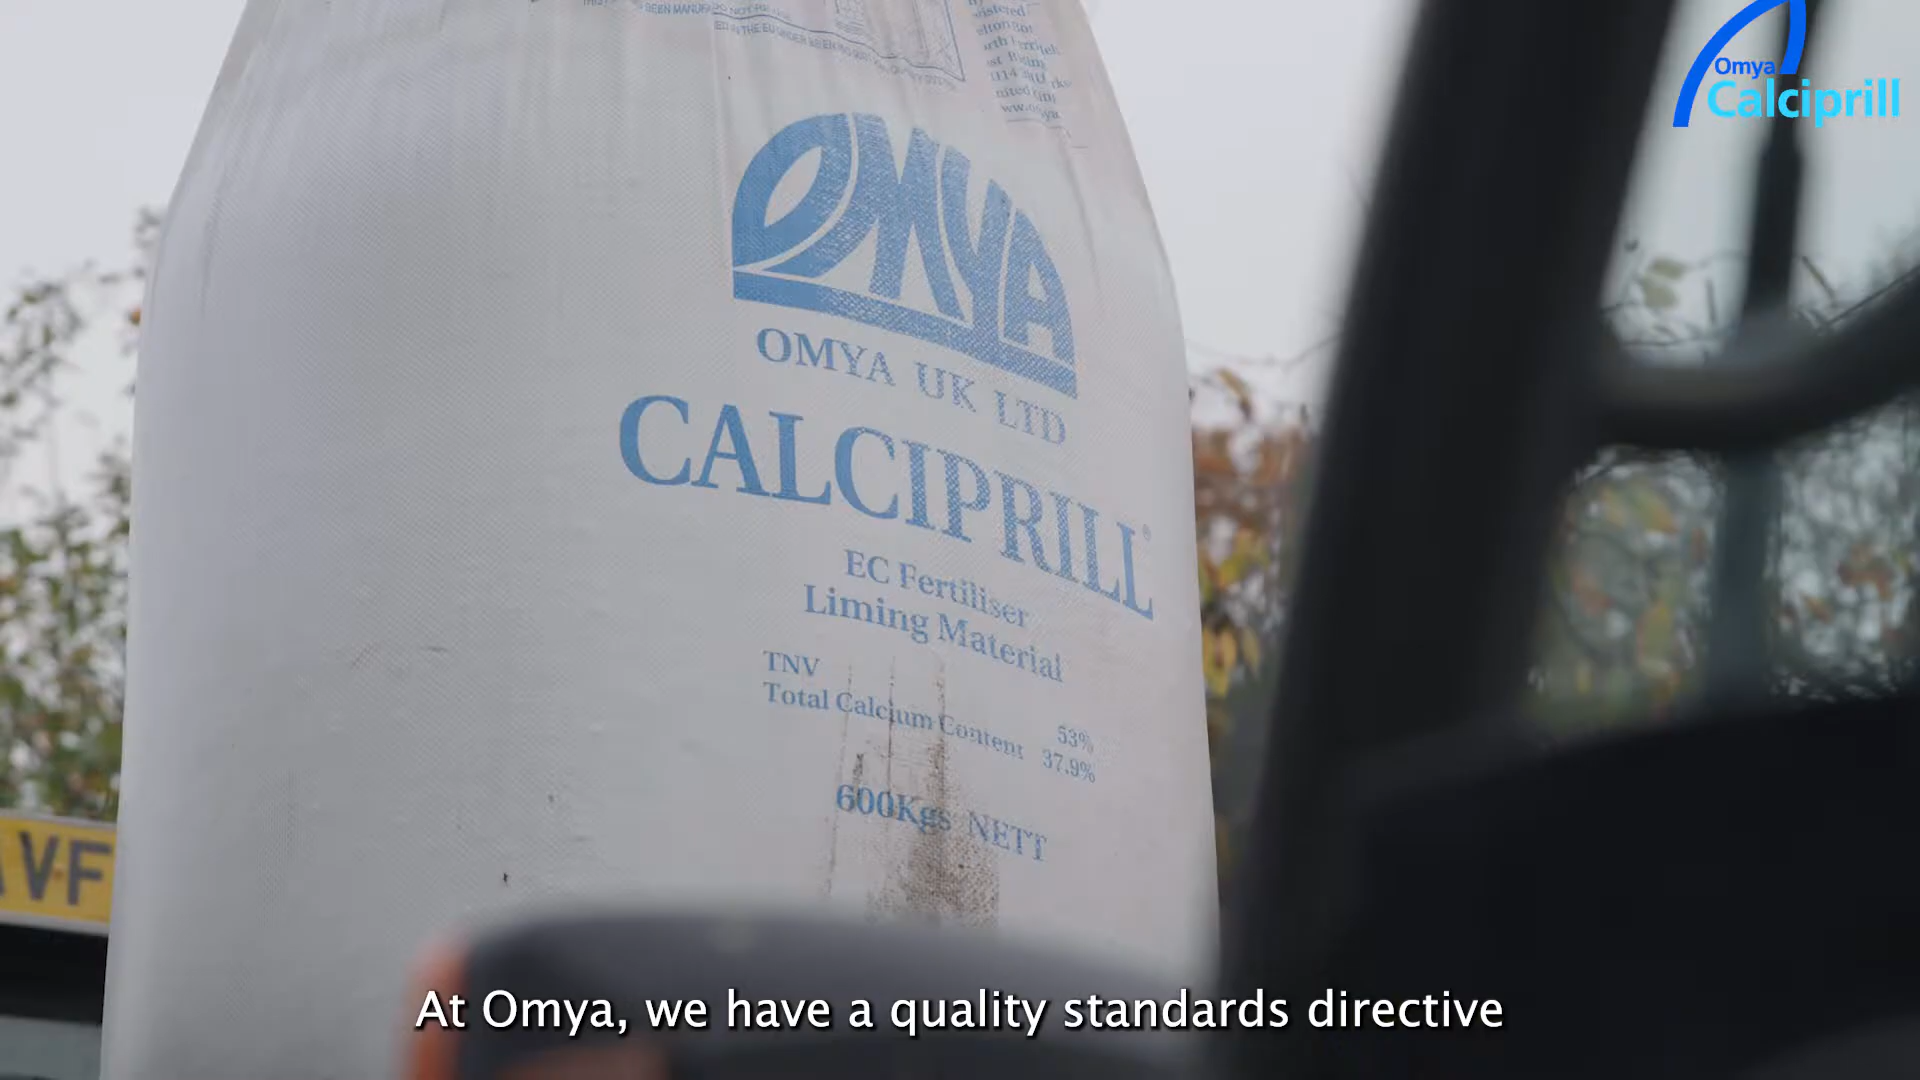 Omya
Calciprill
OMYA
OMYA UK LTD
CALCIPRILL®
EC Fertiliser
Liming Material
TNV 53%
Total Calcium Content 37.9%
600Kgs NETT
VF
At Omya, we have a quality standards directive